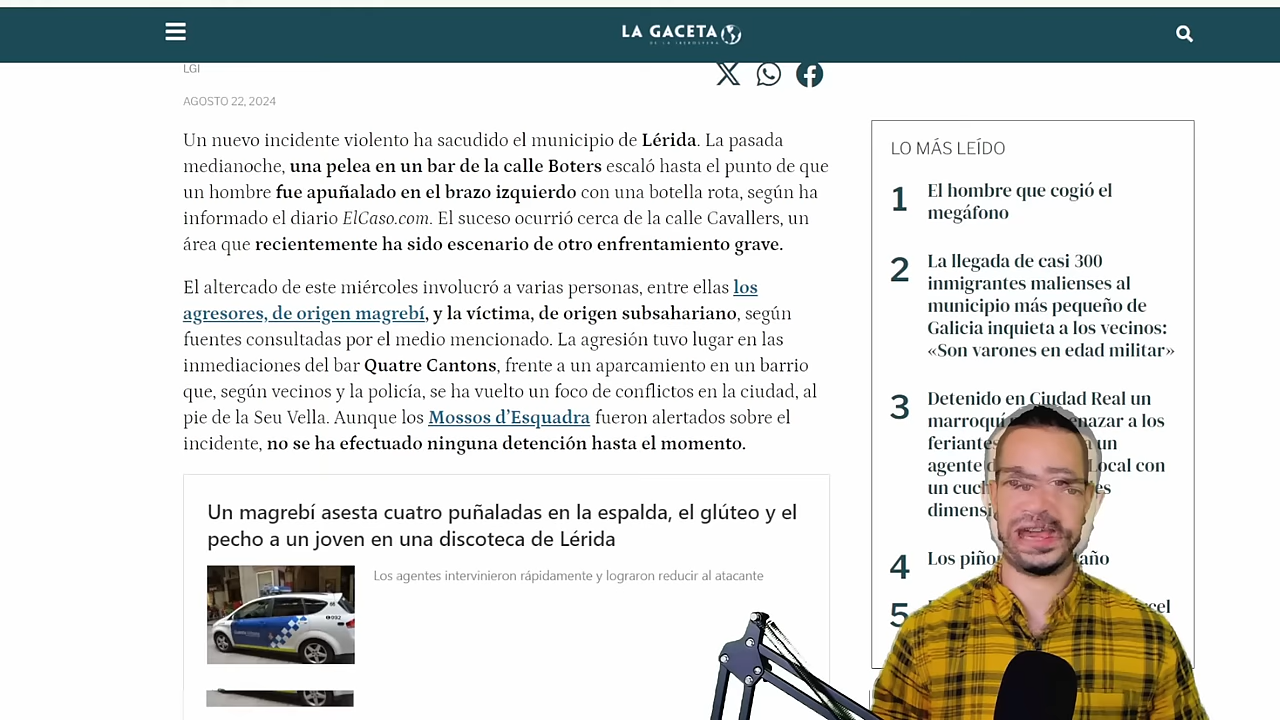 LA GACETA
DE LA IBEROSFERA
LGI
AGOSTO 22, 2024
Un nuevo incidente violento ha sacudido el municipio de Lérida. La pasada
medianoche, una pelea en un bar de la calle Boters escaló hasta el punto de que
un hombre fue apuñalado en el brazo izquierdo con una botella rota, según ha
informado el diario ElCaso.com. El suceso ocurrió cerca de la calle Cavallers, un
área que recientemente ha sido escenario de otro enfrentamiento grave.
El altercado de este miércoles involucró a varias personas, entre ellas los
agresores, de origen magrebí, y la víctima, de origen subsahariano, según
fuentes consultadas por el medio mencionado. La agresión tuvo lugar en las
inmediaciones del bar Quatre Cantons, frente a un aparcamiento en un barrio
que, según vecinos y la policía, se ha vuelto un foco de conflictos en la ciudad, al
pie de la Seu Vella. Aunque los Mossos d'Esquadra fueron alertados sobre el
incidente, no se ha efectuado ninguna detención hasta el momento.
Un magrebí asesta cuatro puñaladas en la espalda, el glúteo y el
pecho a un joven en una discoteca de Lérida
Los agentes intervinieron rápidamente y lograron reducir al atacante
LO MÁS LEÍDO
1 El hombre que cogió el
megáfono
2 La llegada de casi 300
inmigrantes malienses al
municipio más pequeño de
Galicia inquieta a los vecinos:
«Son varones en edad militar»
3 Detenido en Ciudad Real un
marroquí enazar a los
feriantes un
agente Local con
un cuch es
dimensi
4 Los piño año
5